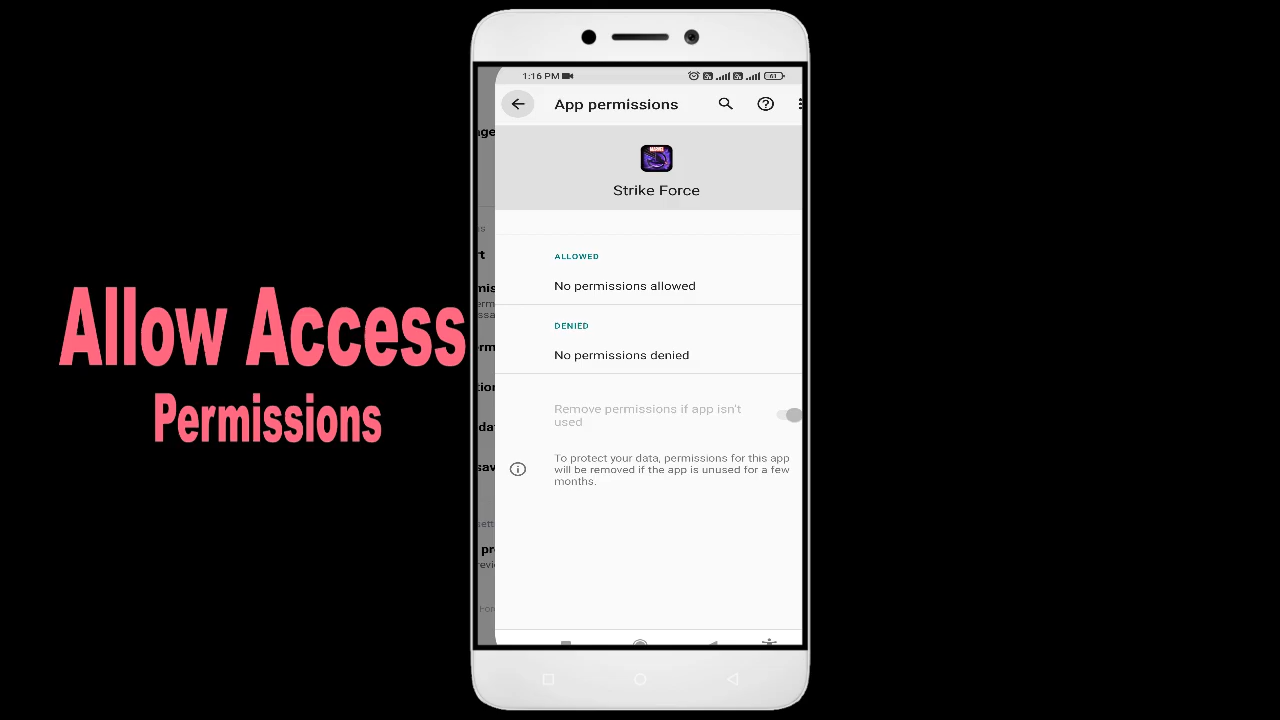 1:16 PM
61
App permissions
MARVEL
Strike Force
ALLOWED
No permissions allowed
DENIED
No permissions denied
Remove permissions if app isn't
used
To protect your data, permissions for this app
will be removed if the app is unused for a few
months.
Allow Access
Permissions